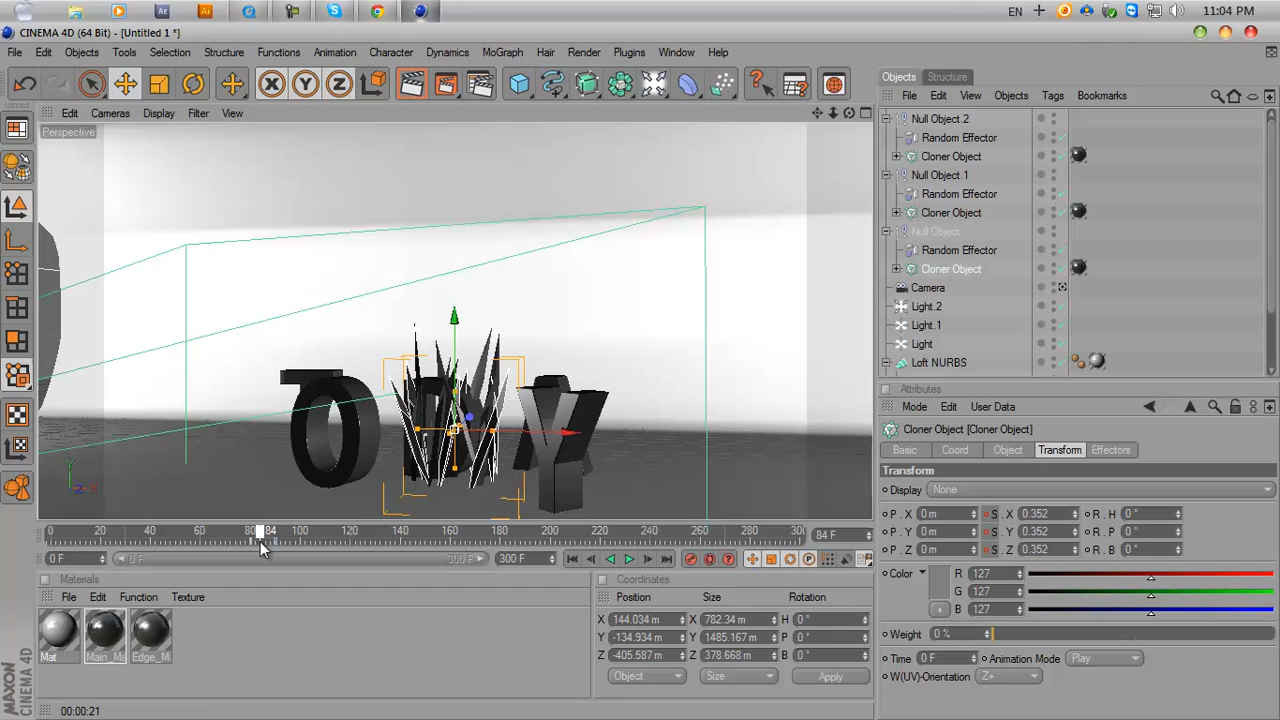 EN
11:04 PM
CINEMA 4D (64 Bit) - [Untitled 1 *]
File Edit Objects Tools Selection Structure Functions Animation Character Dynamics MoGraph Hair Render Plugins Window Help
Edit Cameras Display Filter View
Perspective
0 20 40 60 80 84 100 120 140 160 180 200 220 240 260 280 300
84 F
0 F
0 F
300 F
300 F
Materials
File Edit Function Texture
Mat
Main_Ma
Edge_Ma
00:00:21
MAXON
CINEMA 4D
Coordinates
Position Size Rotation
X 144.034 m X 782.34 m H 0 °
Y -134.934 m Y 1485.167 m P 0 °
Z -405.587 m Z 378.668 m B 0 °
Object
Size
Apply
Objects
Structure
File Edit View Objects Tags Bookmarks
Null Object.2
Random Effector
Cloner Object
Null Object.1
Random Effector
Cloner Object
Null Object
Random Effector
Cloner Object
Camera
Light.2
Light.1
Light
Loft NURBS
Attributes
Mode Edit User Data
Cloner Object [Cloner Object]
Basic Coord. Object Transform Effectors
Transform
Display None
P . X 0 m S . X 0.352 R . H 0 °
P . Y 0 m S . Y 0.352 R . P 0 °
P . Z 0 m S . Z 0.352 R . B 0 °
Color R 127
G 127
B 127
Weight 0 %
Time 0 F Animation Mode Play
W(UV)-Orientation Z+